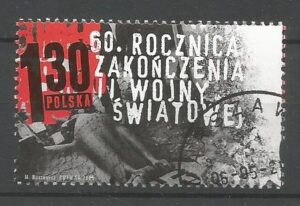 1,30
POLSKA
60. ROCZNICA
ZAKOŃCZENIA
II WOJNY
ŚWIATOWEJ